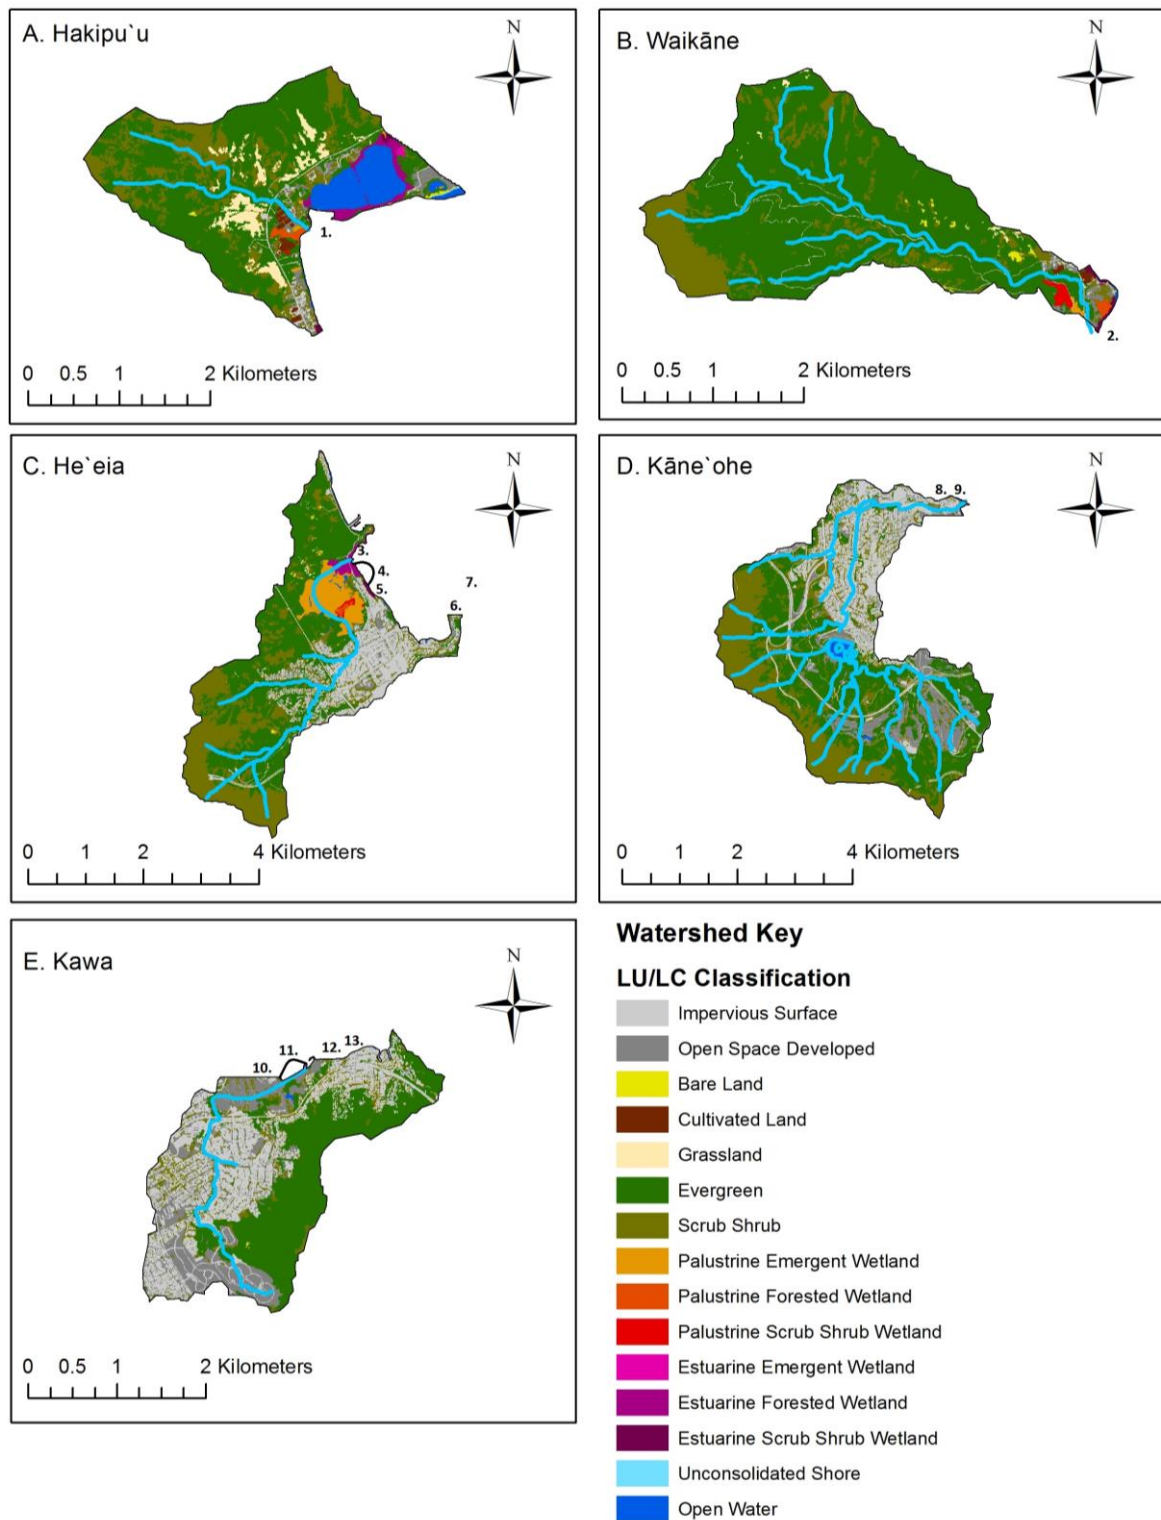 A. Hakipu`u
N
1.
0 0.5 1 2 Kilometers
B. Waikāne
N
2.
0 0.5 1 2 Kilometers
C. He`eia
N
3.
4.
5.
7.
6.
0 1 2 4 Kilometers
D. Kāne`ohe
N
8. 9.
0 1 2 4 Kilometers
E. Kawa
N
10. 11. 12. 13.
0 0.5 1 2 Kilometers
Watershed Key
LU/LC Classification
Impervious Surface
Open Space Developed
Bare Land
Cultivated Land
Grassland
Evergreen
Scrub Shrub
Palustrine Emergent Wetland
Palustrine Forested Wetland
Palustrine Scrub Shrub Wetland
Estuarine Emergent Wetland
Estuarine Forested Wetland
Estuarine Scrub Shrub Wetland
Unconsolidated Shore
Open Water